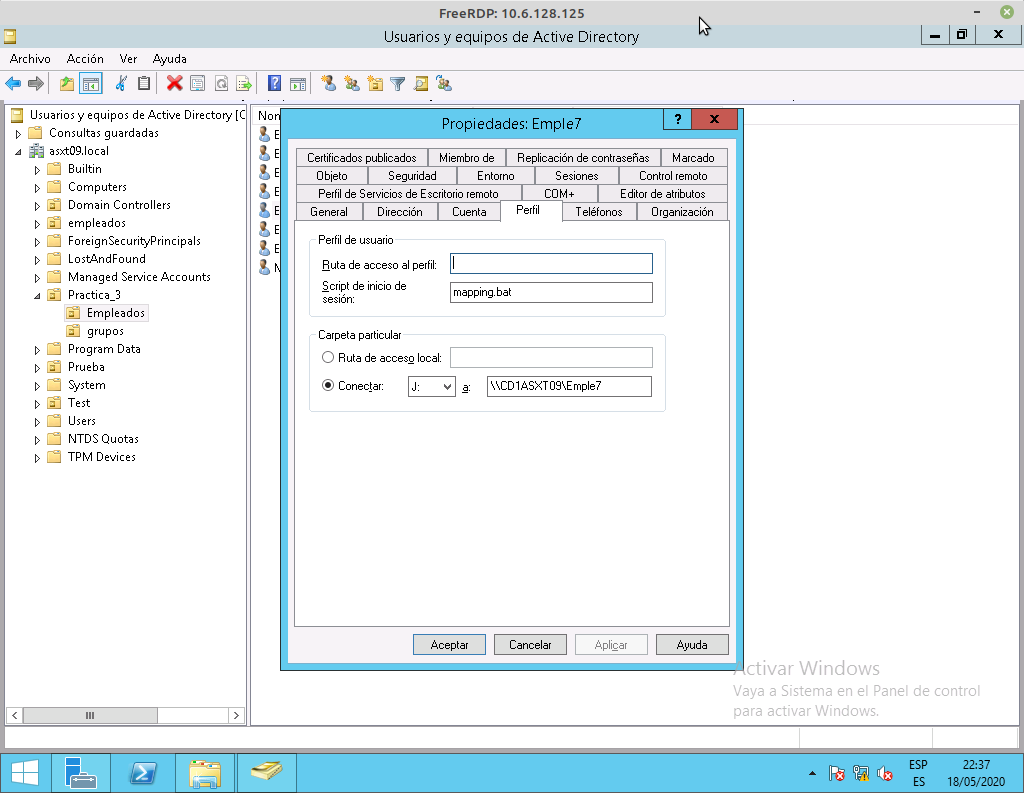 FreeRDP: 10.6.128.125
Usuarios y equipos de Active Directory
Archivo Acción Ver Ayuda
Usuarios y equipos de Active Directory [C
Consultas guardadas
asxt09.local
Builtin
Computers
Domain Controllers
empleados
ForeignSecurityPrincipals
LostAndFound
Managed Service Accounts
Practica_3
Empleados
grupos
Program Data
Prueba
System
Test
Users
NTDS Quotas
TPM Devices
Propiedades: Emple7
? X
Certificados publicados Miembro de Replicación de contraseñas Marcado
Objeto Seguridad Entorno Sesiones Control remoto
Perfil de Servicios de Escritorio remoto COM+ Editor de atributos
General Dirección Cuenta Perfil Teléfonos Organización
Perfil de usuario
Ruta de acceso al perfil:
Script de inicio de
sesión:
mapping.bat
Carpeta particular
Ruta de acceso local:
Conectar: J: a: \\CD1ASXT09\Emple7
Aceptar Cancelar Aplicar Ayuda
Activar Windows
Vaya a Sistema en el Panel de control
para activar Windows.
ESP 22:37
ES 18/05/2020